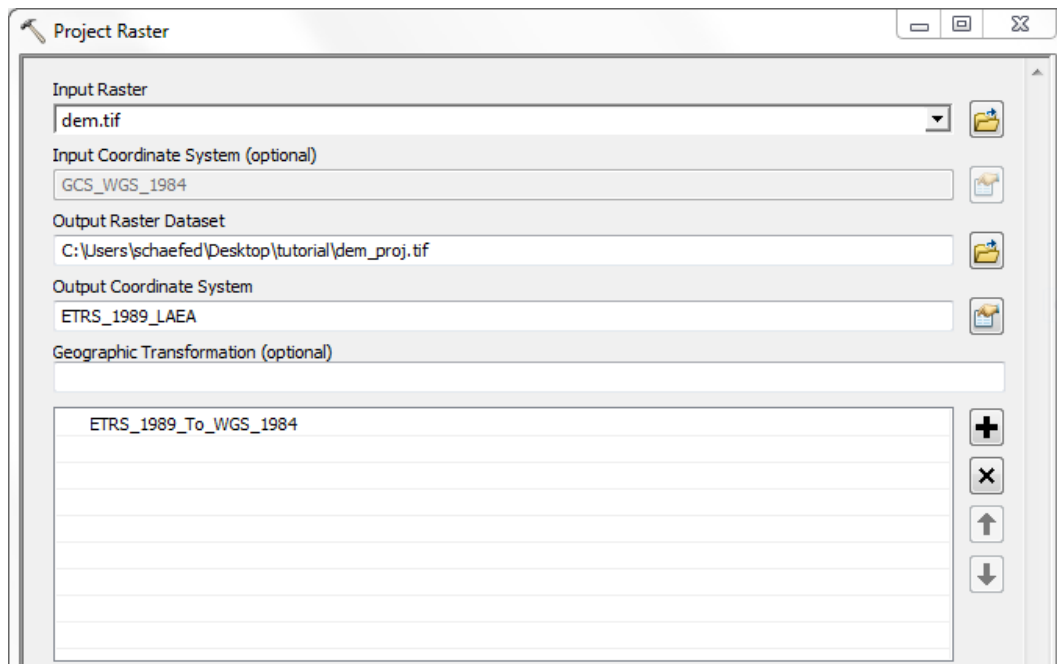 Project Raster
Input Raster
dem.tif
Input Coordinate System (optional)
GCS_WGS_1984
Output Raster Dataset
C:\Users\schaefed\Desktop\tutorial\dem_proj.tif
Output Coordinate System
ETRS_1989_LAEA
Geographic Transformation (optional)
ETRS_1989_To_WGS_1984